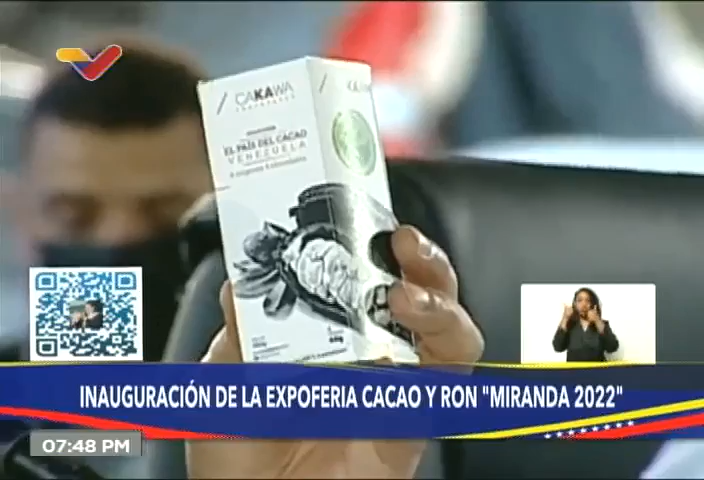 CAKAWA
EL PAÍS DEL CACAO
VENEZUELA
INAUGURACIÓN DE LA EXPOFERIA CACAO Y RON "MIRANDA 2022"
07:48 PM